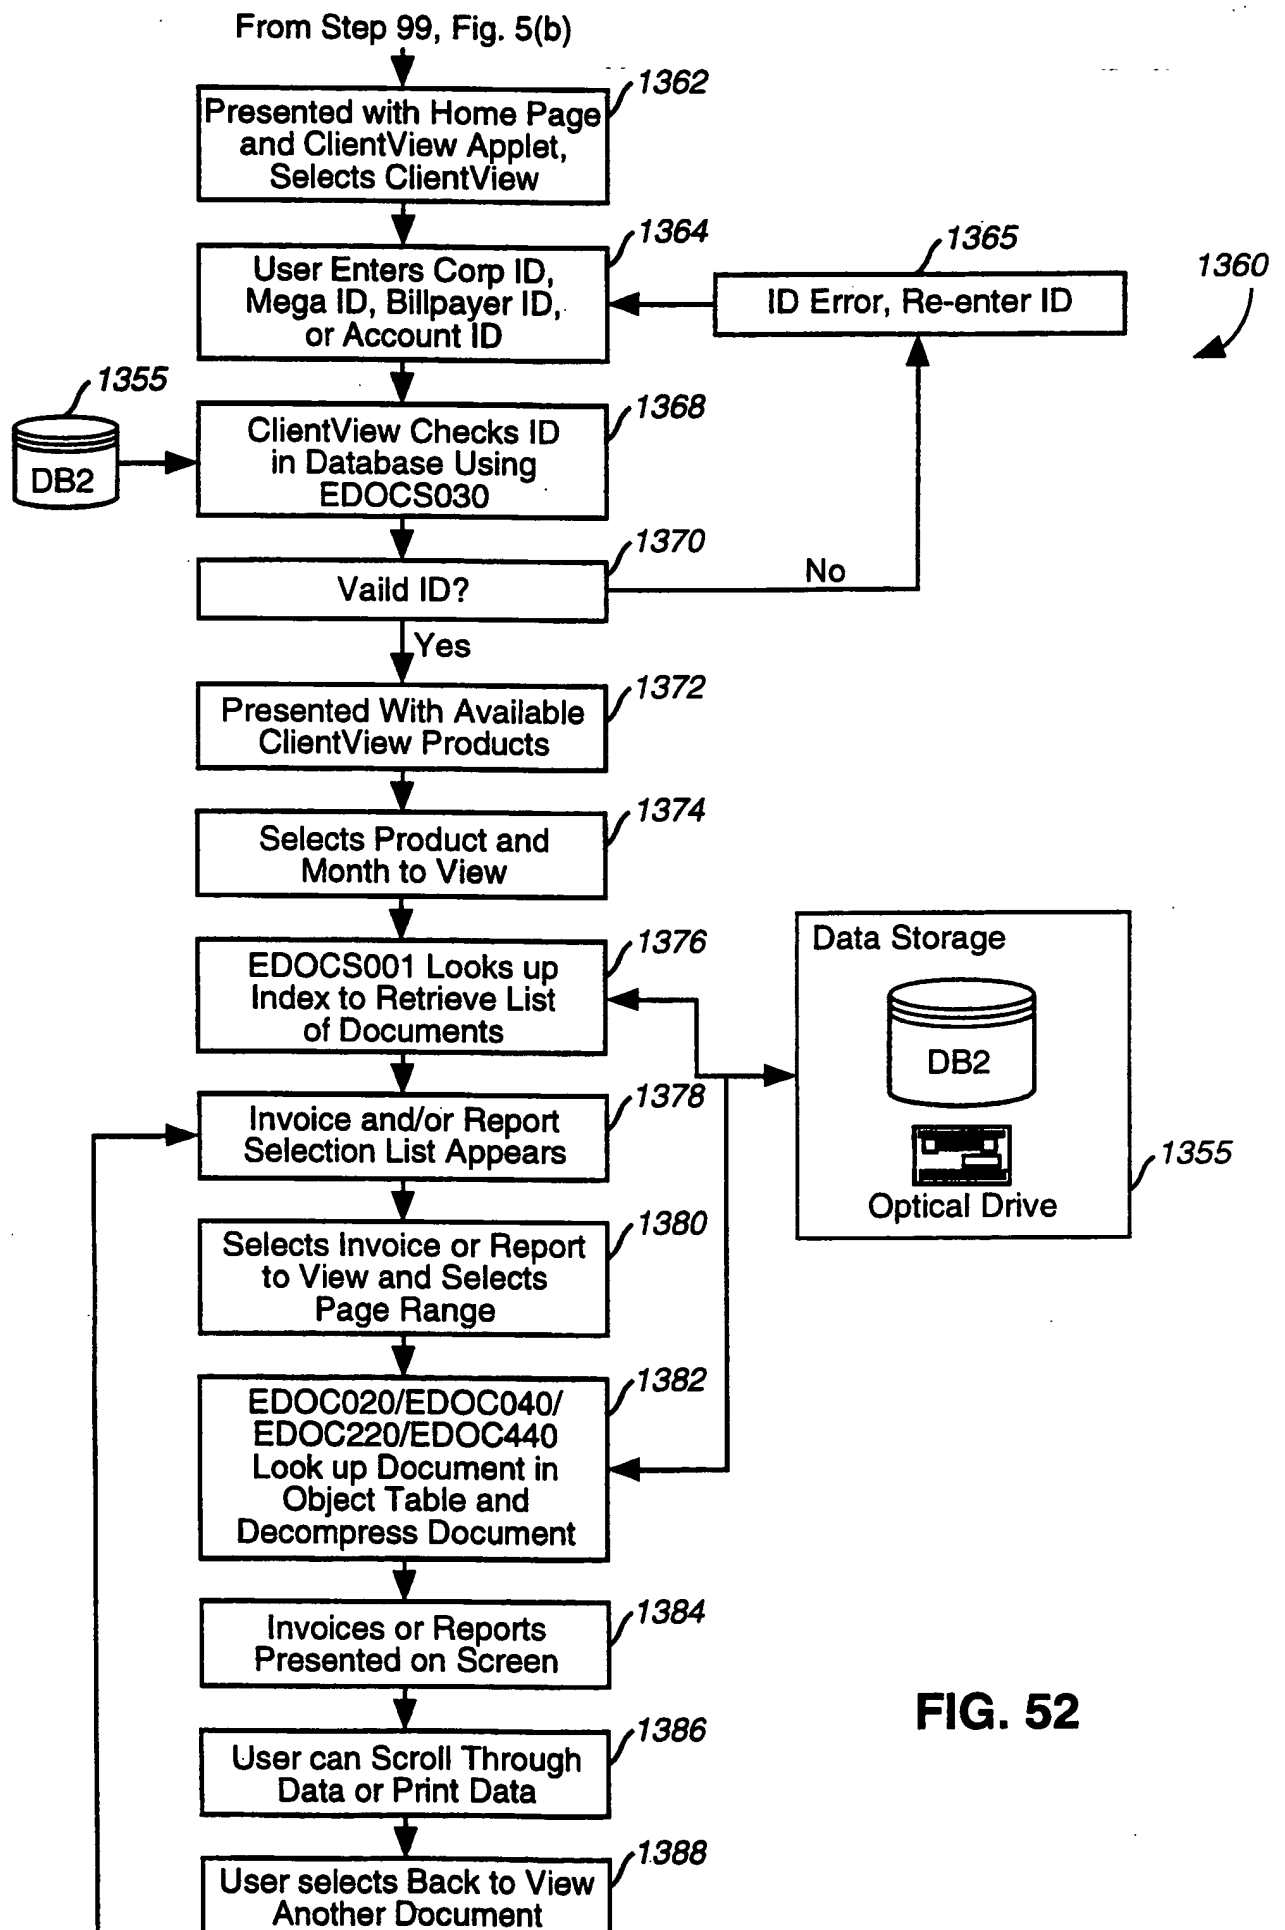 From Step 99, Fig. 5(b)
1362
Presented with Home Page
and ClientView Applet,
Selects ClientView
1364
User Enters Corp ID,
Mega ID, Billpayer ID,
or Account ID
1365
ID Error, Re-enter ID
1360
1355
DB2
1368
ClientView Checks ID
in Database Using
EDOCS030
1370
Vaild ID?
No
Yes
1372
Presented With Available
ClientView Products
1374
Selects Product and
Month to View
1376
EDOCS001 Looks up
Index to Retrieve List
of Documents
Data Storage
DB2
Optical Drive
1355
1378
Invoice and/or Report
Selection List Appears
1380
Selects Invoice or Report
to View and Selects
Page Range
1382
EDOC020/EDOC040/
EDOC220/EDOC440
Look up Document in
Object Table and
Decompress Document
1384
Invoices or Reports
Presented on Screen
FIG. 52
1386
User can Scroll Through
Data or Print Data
1388
User selects Back to View
Another Document